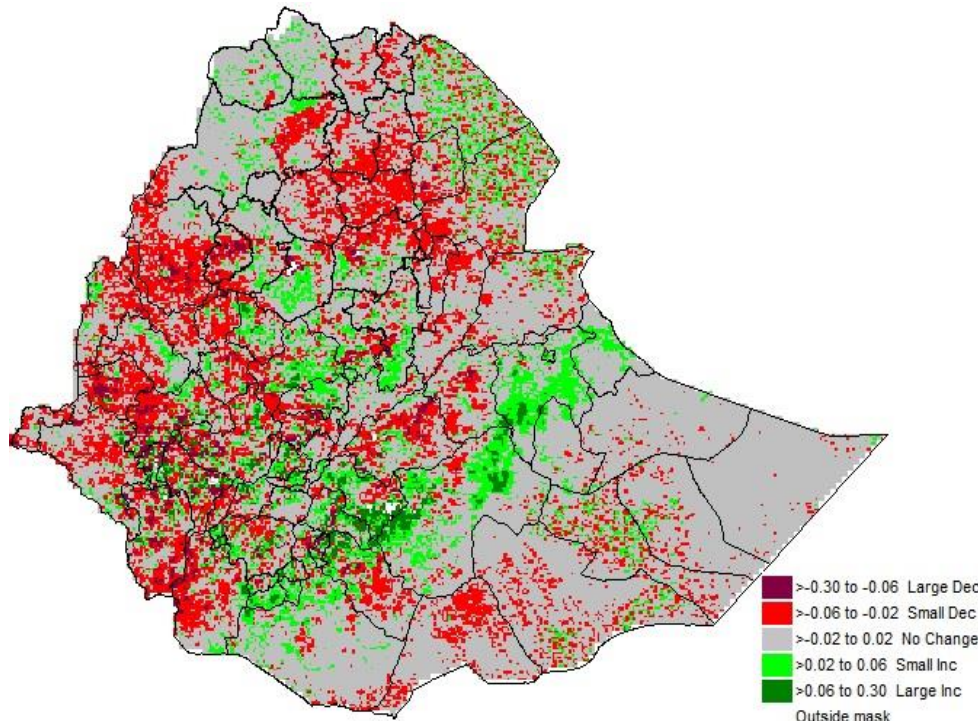 >-0.30 to -0.06 Large Dec
>-0.06 to -0.02 Small Dec
>-0.02 to 0.02 No Change
>0.02 to 0.06 Small Inc
>0.06 to 0.30 Large Inc
Outside mask